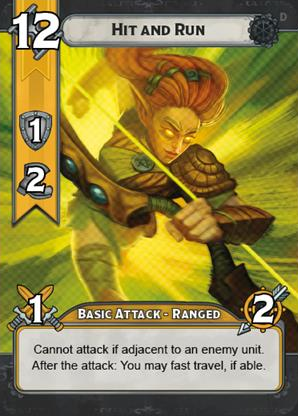 12
HIT AND RUN
D
1
2
1
BASIC ATTACK - RANGED
2
Cannot attack if adjacent to an enemy unit.
After the attack: You may fast travel, if able.